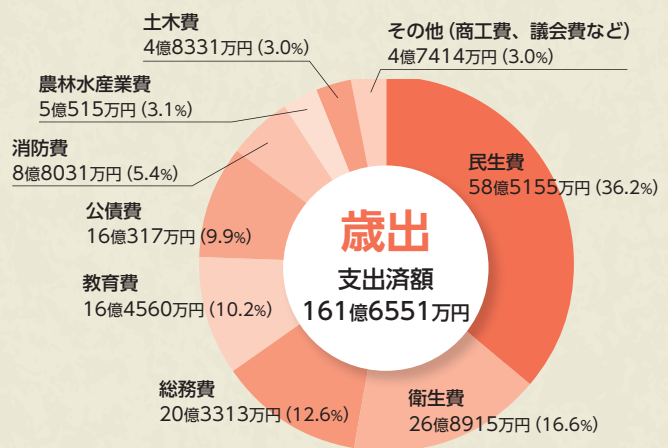 歳出
支出済額
161億6551万円
民生費
58億5155万円 (36.2%)
衛生費
26億8915万円 (16.6%)
総務費
20億3313万円 (12.6%)
教育費
16億4560万円 (10.2%)
公債費
16億317万円 (9.9%)
消防費
8億8031万円 (5.4%)
農林水産業費
5億515万円 (3.1%)
土木費
4億8331万円 (3.0%)
その他 (商工費、議会費など)
4億7414万円 (3.0%)